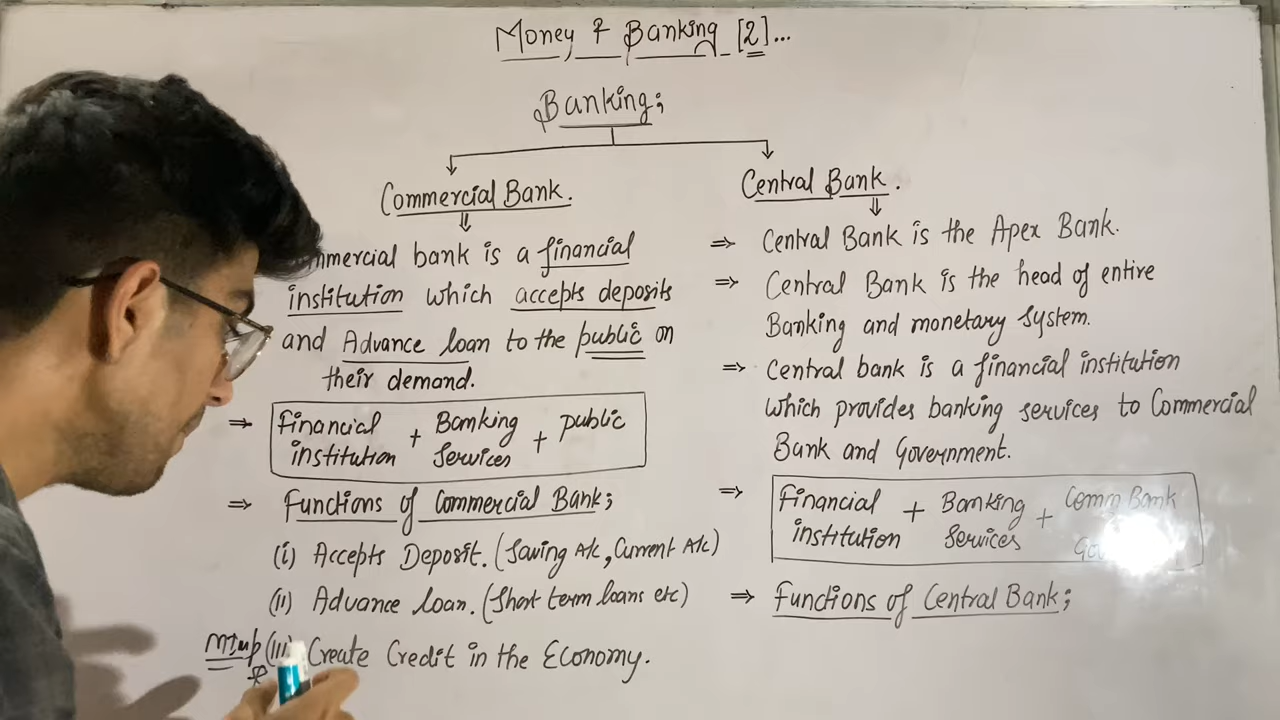 Money & Banking [2]...
Banking;
Commercial Bank.
Commercial bank is a financial
institution which accepts deposits
and Advance loan to the public on
their demand.
⇒ Financial institution + Banking Services + public
⇒ Functions of Commercial Bank;
(i) Accepts Deposit. (Saving A/c, Current A/c)
(ii) Advance loan. (Short term loans etc)
MImp (iii) Create Credit in the Economy.
Central Bank.
⇒ Central Bank is the Apex Bank.
⇒ Central Bank is the head of entire
Banking and monetary System.
⇒ Central bank is a financial institution
which provides banking services to Commercial
Bank and Government.
⇒ Financial institution + Banking Services + Comm Bank
⇒ Functions of Central Bank;